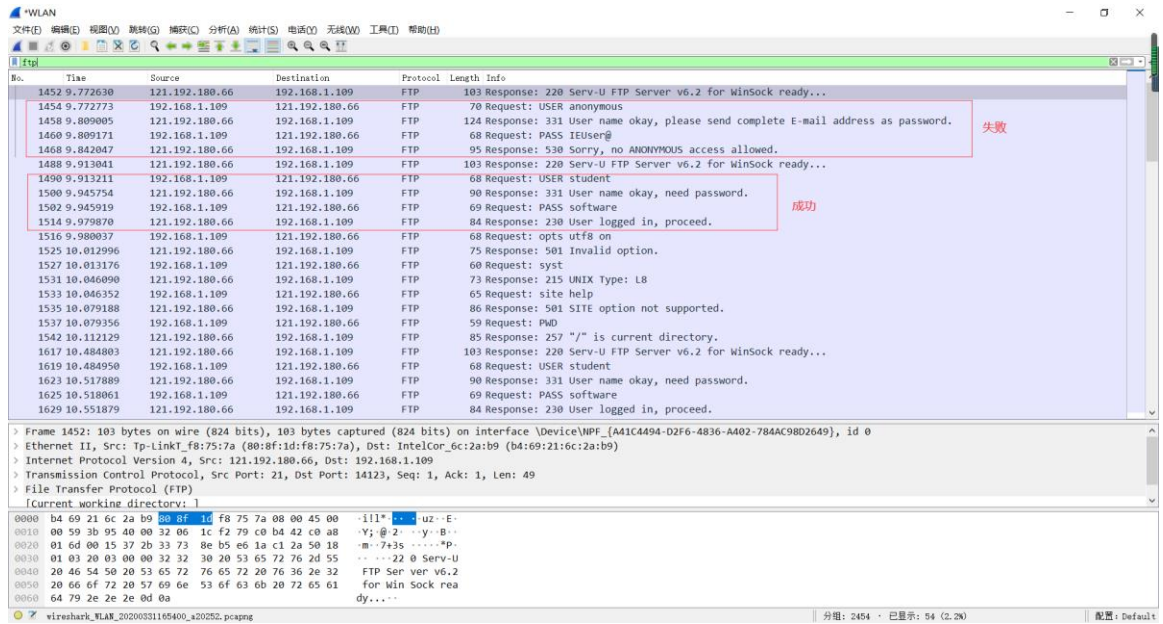 *WLAN
文件(F) 编辑(E) 视图(V) 跳转(G) 捕获(C) 分析(A) 统计(S) 电话(Y) 无线(W) 工具(T) 帮助(H)
ftp
No. Time Source Destination Protocol Length Info
1452 9.772630 121.192.180.66 192.168.1.109 FTP 103 Response: 220 Serv-U FTP Server v6.2 for WinSock ready...
1454 9.772773 192.168.1.109 121.192.180.66 FTP 70 Request: USER anonymous
1458 9.809005 121.192.180.66 192.168.1.109 FTP 124 Response: 331 User name okay, please send complete E-mail address as password.
失败
1460 9.809171 192.168.1.109 121.192.180.66 FTP 68 Request: PASS IEUser@
1468 9.842047 121.192.180.66 192.168.1.109 FTP 95 Response: 530 Sorry, no ANONYMOUS access allowed.
1488 9.913041 121.192.180.66 192.168.1.109 FTP 103 Response: 220 Serv-U FTP Server v6.2 for WinSock ready...
1490 9.913211 192.168.1.109 121.192.180.66 FTP 68 Request: USER student
1500 9.945754 121.192.180.66 192.168.1.109 FTP 90 Response: 331 User name okay, need password.
1502 9.945919 192.168.1.109 121.192.180.66 FTP 69 Request: PASS software
成功
1514 9.979870 121.192.180.66 192.168.1.109 FTP 84 Response: 230 User logged in, proceed.
1516 9.980037 192.168.1.109 121.192.180.66 FTP 68 Request: opts utf8 on
1525 10.012996 121.192.180.66 192.168.1.109 FTP 75 Response: 501 Invalid option.
1527 10.013176 192.168.1.109 121.192.180.66 FTP 60 Request: syst
1531 10.046090 121.192.180.66 192.168.1.109 FTP 73 Response: 215 UNIX Type: L8
1533 10.046352 192.168.1.109 121.192.180.66 FTP 65 Request: site help
1535 10.079188 121.192.180.66 192.168.1.109 FTP 86 Response: 501 SITE option not supported.
1537 10.079356 192.168.1.109 121.192.180.66 FTP 59 Request: PWD
1542 10.112129 121.192.180.66 192.168.1.109 FTP 85 Response: 257 "/" is current directory.
1617 10.484803 121.192.180.66 192.168.1.109 FTP 103 Response: 220 Serv-U FTP Server v6.2 for WinSock ready...
1619 10.484950 192.168.1.109 121.192.180.66 FTP 68 Request: USER student
1623 10.517889 121.192.180.66 192.168.1.109 FTP 90 Response: 331 User name okay, need password.
1625 10.518061 192.168.1.109 121.192.180.66 FTP 69 Request: PASS software
1629 10.551879 121.192.180.66 192.168.1.109 FTP 84 Response: 230 User logged in, proceed.
> Frame 1452: 103 bytes on wire (824 bits), 103 bytes captured (824 bits) on interface \Device\NPF_{A41C4494-D2F6-4836-A402-784AC98D2649}, id 0
> Ethernet II, Src: Tp-LinkT_f8:75:7a (80:8f:1d:f8:75:7a), Dst: IntelCor_6c:2a:b9 (b4:69:21:6c:2a:b9)
> Internet Protocol Version 4, Src: 121.192.180.66, Dst: 192.168.1.109
> Transmission Control Protocol, Src Port: 21, Dst Port: 14123, Seq: 1, Ack: 1, Len: 49
> File Transfer Protocol (FTP)
[Current working directory: ]
0000 b4 69 21 6c 2a b9 80 8f 1d f8 75 7a 08 00 45 00 ·i!l*··· ··uz··E·
0010 00 59 3b 95 40 00 32 06 1c f2 79 c0 b4 42 c0 a8 ·Y;·@·2· ··y··B··
0020 01 6d 00 15 37 2b 33 73 8e b5 e6 1a c1 2a 50 18 ·m··7+3s ·····*P·
0030 01 03 20 03 00 00 32 32 30 20 53 65 72 76 2d 55 ·· ···22 0 Serv-U
0040 20 46 54 50 20 53 65 72 76 65 72 20 76 36 2e 32 FTP Ser ver v6.2
0050 20 66 6f 72 20 57 69 6e 53 6f 63 6b 20 72 65 61 for Win Sock rea
0060 64 79 2e 2e 2e 0d 0a dy...··
wireshark_WLAN_20200331165400_a20252.pcapng 分组: 2454 · 已显示: 54 (2.2%) 配置: Default